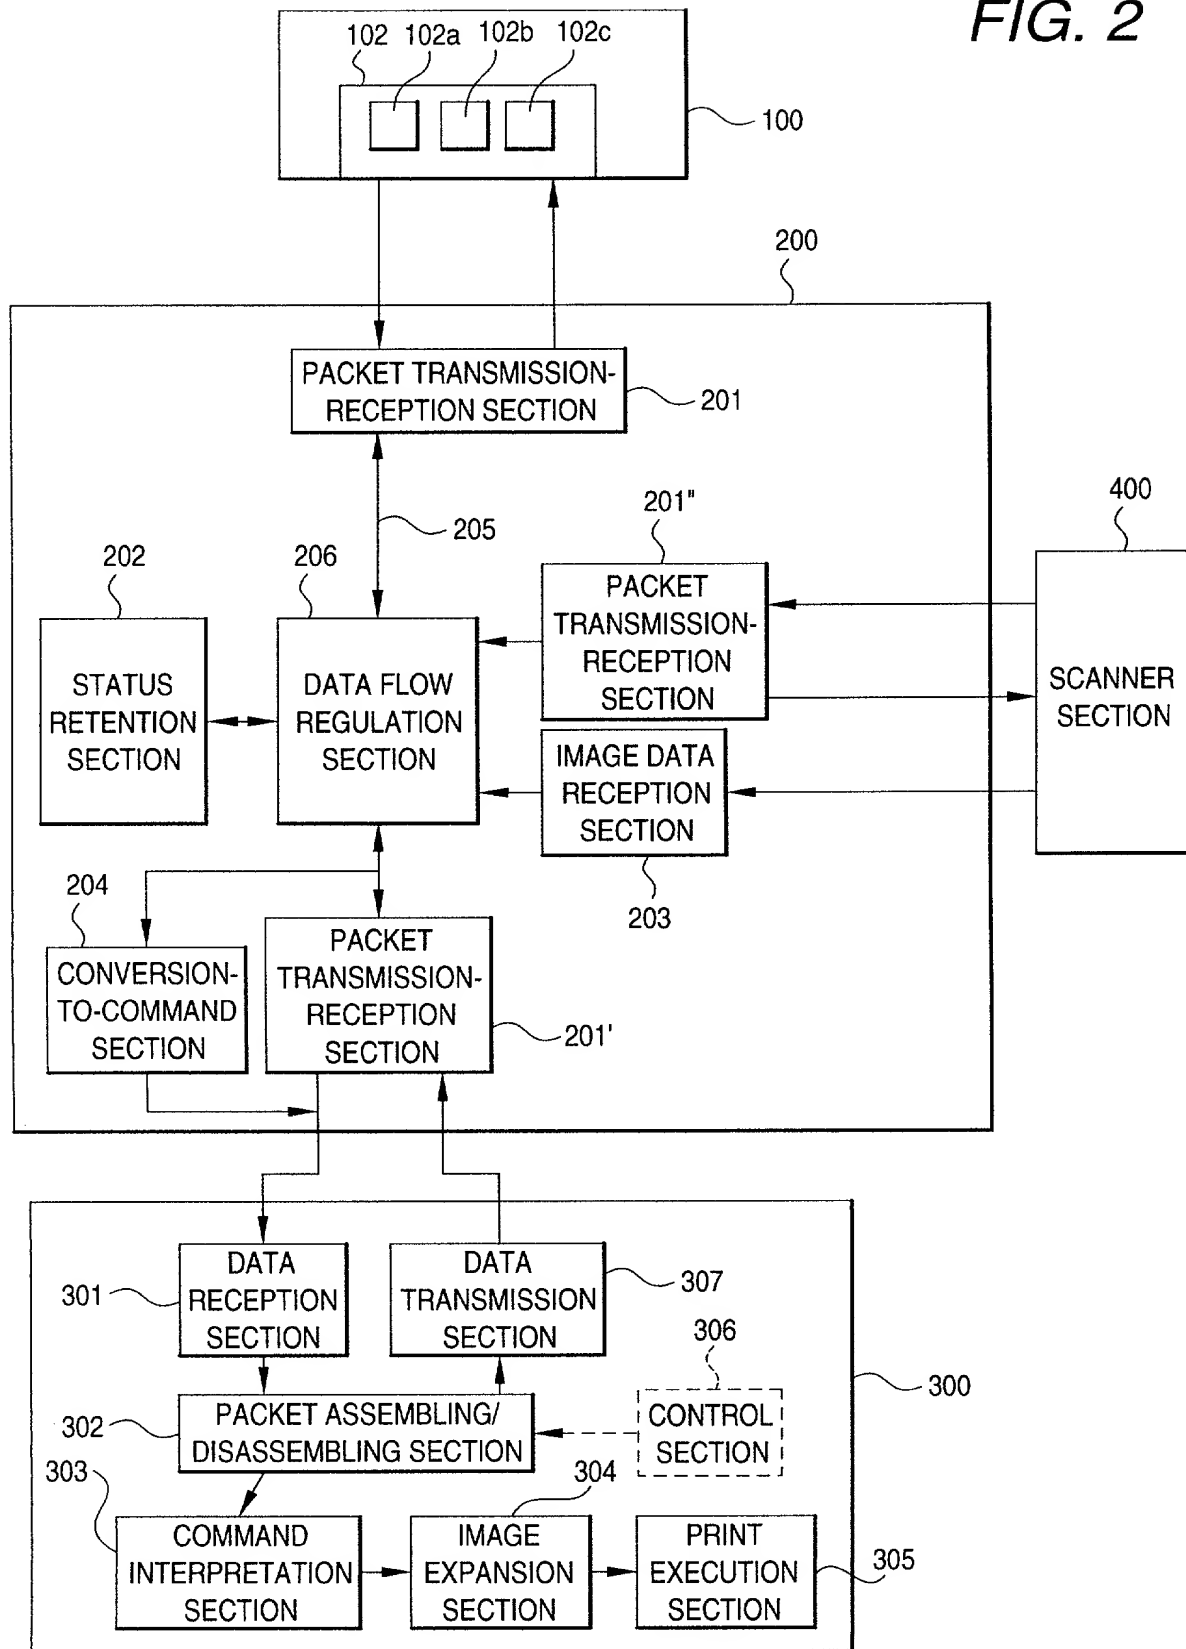 FIG. 2
102
102a
102b
102c
100
200
PACKET TRANSMISSION-
RECEPTION SECTION
201
205
201"
400
202
206
PACKET
TRANSMISSION-
RECEPTION
SECTION
STATUS
RETENTION
SECTION
DATA FLOW
REGULATION
SECTION
SCANNER
SECTION
IMAGE DATA
RECEPTION
SECTION
203
204
CONVERSION-
TO-COMMAND
SECTION
PACKET
TRANSMISSION-
RECEPTION
SECTION
201'
301
DATA
RECEPTION
SECTION
DATA
TRANSMISSION
SECTION
307
306
300
302
PACKET ASSEMBLING/
DISASSEMBLING SECTION
CONTROL
SECTION
303
304
COMMAND
INTERPRETATION
SECTION
IMAGE
EXPANSION
SECTION
PRINT
EXECUTION
SECTION
305